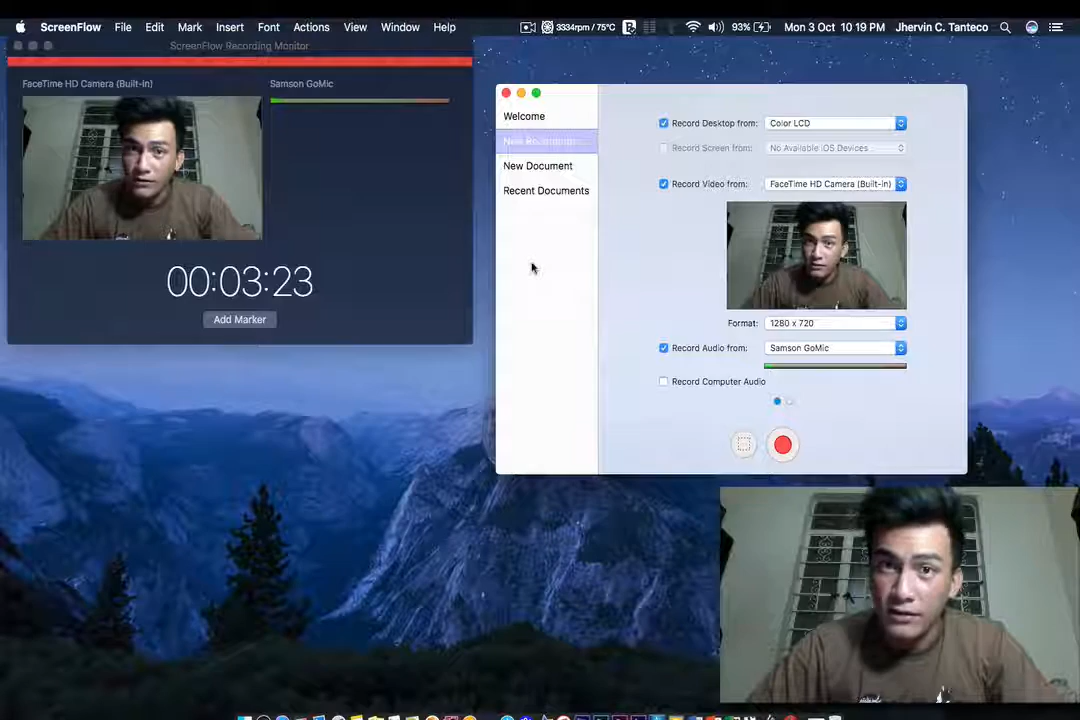 ScreenFlow File Edit Mark Insert Font Actions View Window Help 3334rpm / 75°C 93% Mon 3 Oct 10:19 PM Jhervin C. Tanteco
ScreenFlow Recording Monitor
FaceTime HD Camera (Built-in) Samson GoMic
00:03:23
Add Marker
Welcome
New Recording
New Document
Recent Documents
Record Desktop from: Color LCD
Record Screen from: No Available iOS Devices
Record Video from: FaceTime HD Camera (Built-in)
Format: 1280 x 720
Record Audio from: Samson GoMic
Record Computer Audio